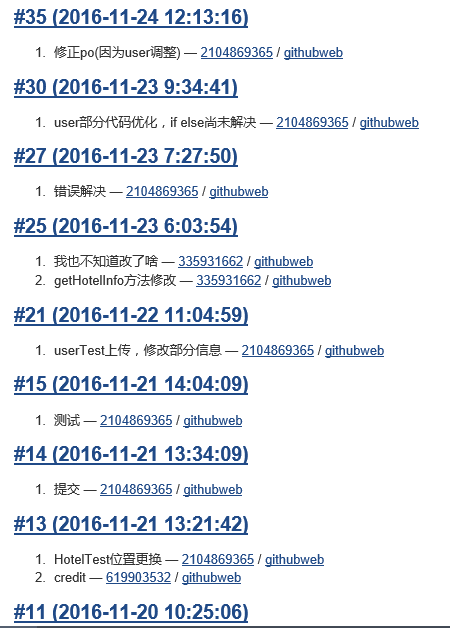 #35 (2016-11-24 12:13:16)
1. 修正po(因为user调整) — 2104869365 / githubweb
#30 (2016-11-23 9:34:41)
1. user部分代码优化，if else尚未解决 — 2104869365 / githubweb
#27 (2016-11-23 7:27:50)
1. 错误解决 — 2104869365 / githubweb
#25 (2016-11-23 6:03:54)
1. 我也不知道改了啥 — 335931662 / githubweb
2. getHotelInfo方法修改 — 335931662 / githubweb
#21 (2016-11-22 11:04:59)
1. userTest上传，修改部分信息 — 2104869365 / githubweb
#15 (2016-11-21 14:04:09)
1. 测试 — 2104869365 / githubweb
#14 (2016-11-21 13:34:09)
1. 提交 — 2104869365 / githubweb
#13 (2016-11-21 13:21:42)
1. HotelTest位置更换 — 2104869365 / githubweb
2. credit — 619903532 / githubweb
#11 (2016-11-20 10:25:06)